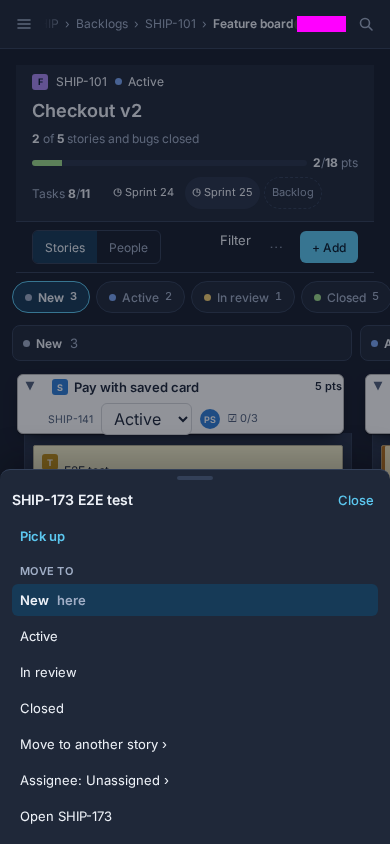 › Backlogs › SHIP-101 › Feature board
F SHIP-101 Active
Checkout v2
2 of 5 stories and bugs closed
2/18 pts
Tasks 8/11 Sprint 24 Sprint 25 Backlog
Stories People Filter ... + Add
New 3 Active 2 In review 1 Closed 5
New 3
S Pay with saved card 5 pts
SHIP-141 Active PS ☑ 0/3
T E2E test
SHIP-173 E2E test Close
Pick up
MOVE TO
New here
Active
In review
Closed
Move to another story ›
Assignee: Unassigned ›
Open SHIP-173